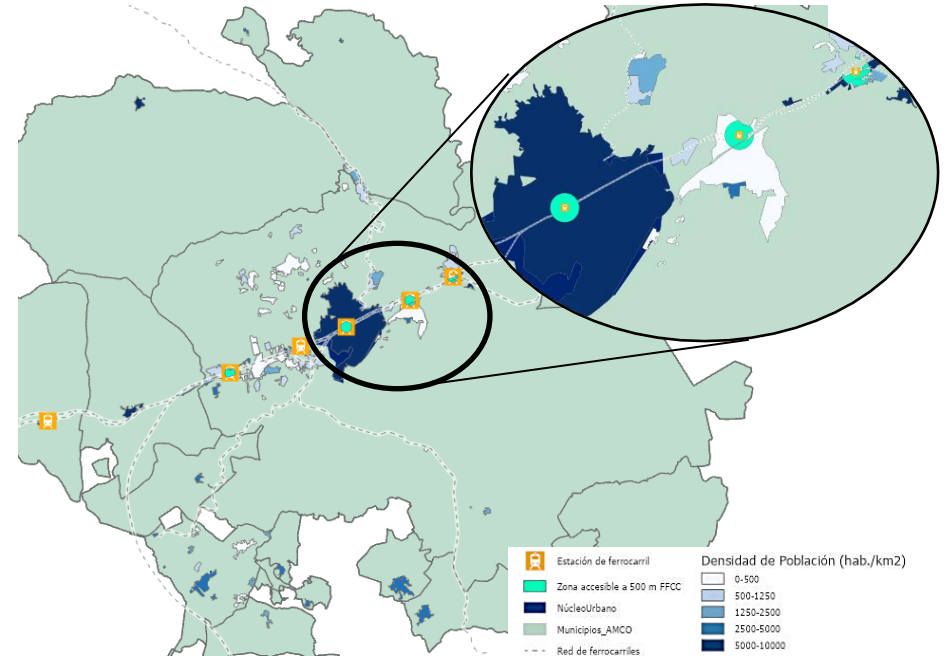 Estación de ferrocarril
Zona accesible a 500 m FFCC
NúcleoUrbano
Municipios_AMCO
Red de ferrocarriles
Densidad de Población (hab./km2)
0-500
500-1250
1250-2500
2500-5000
5000-10000